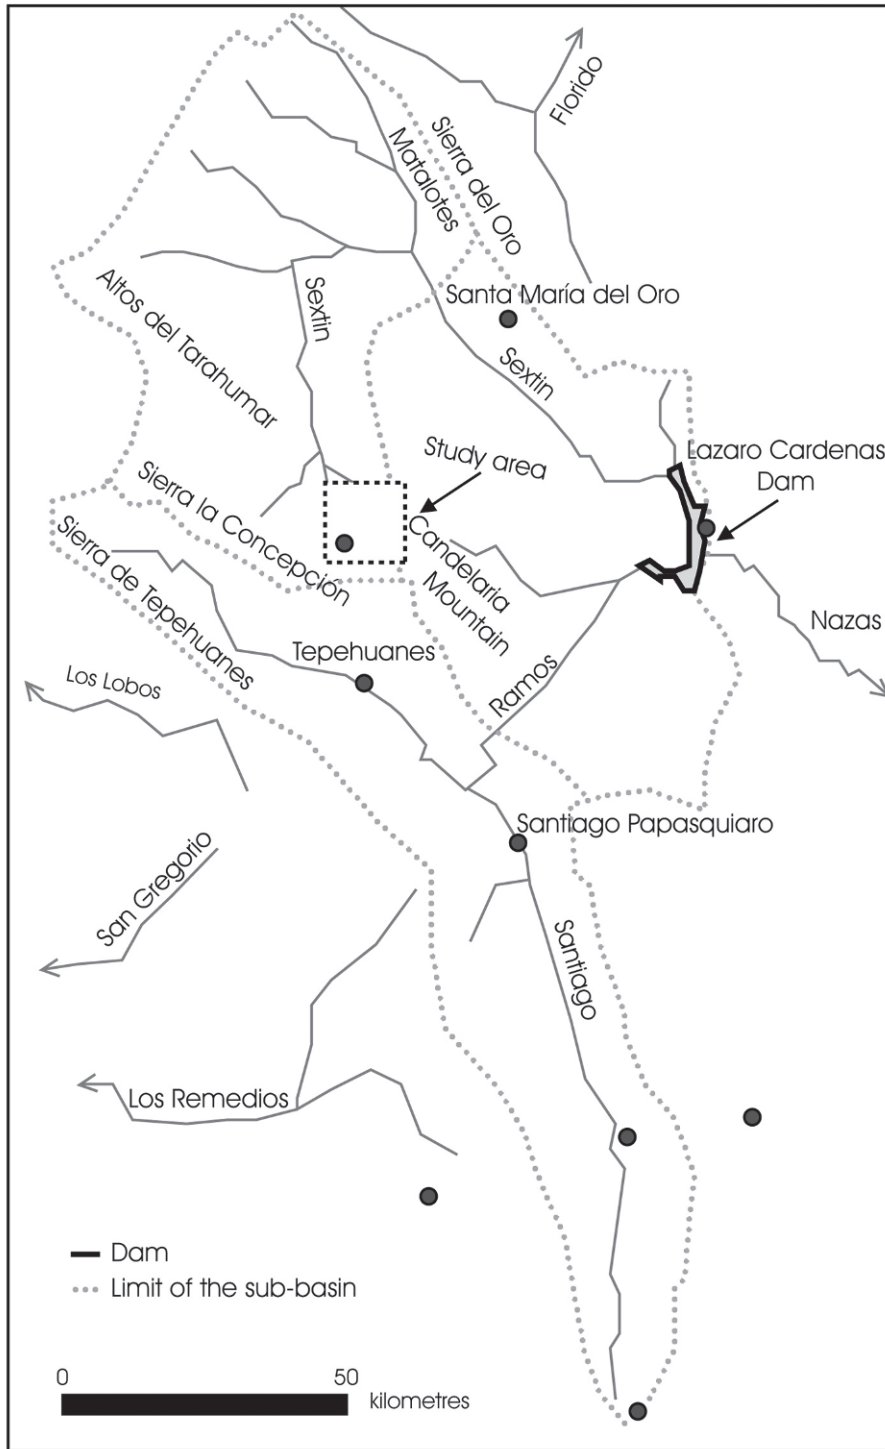 Florido
Matalotes
Sierra del Oro
Altos del Tarahumar
Sextin
Santa María del Oro
Sextin
Study area
Lazaro Cardenas
Dam
Sierra la Concepción
Candelaria
Mountain
Sierra de Tepehuanes
Nazas
Tepehuanes
Ramos
Los Lobos
Santiago Papasquiaro
San Gregorio
Santiago
Los Remedios
Dam
Limit of the sub-basin
0 50
kilometres